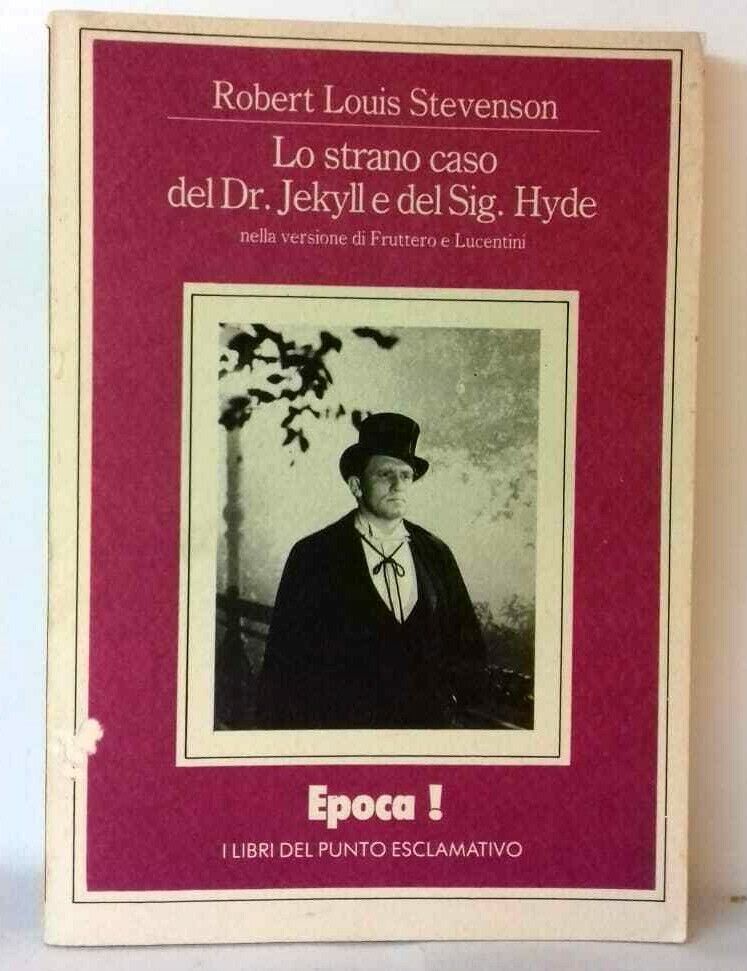 Robert Louis Stevenson
Lo strano caso
del Dr. Jekyll e del Sig. Hyde
nella versione di Fruttero e Lucentini
Epoca !
I LIBRI DEL PUNTO ESCLAMATIVO